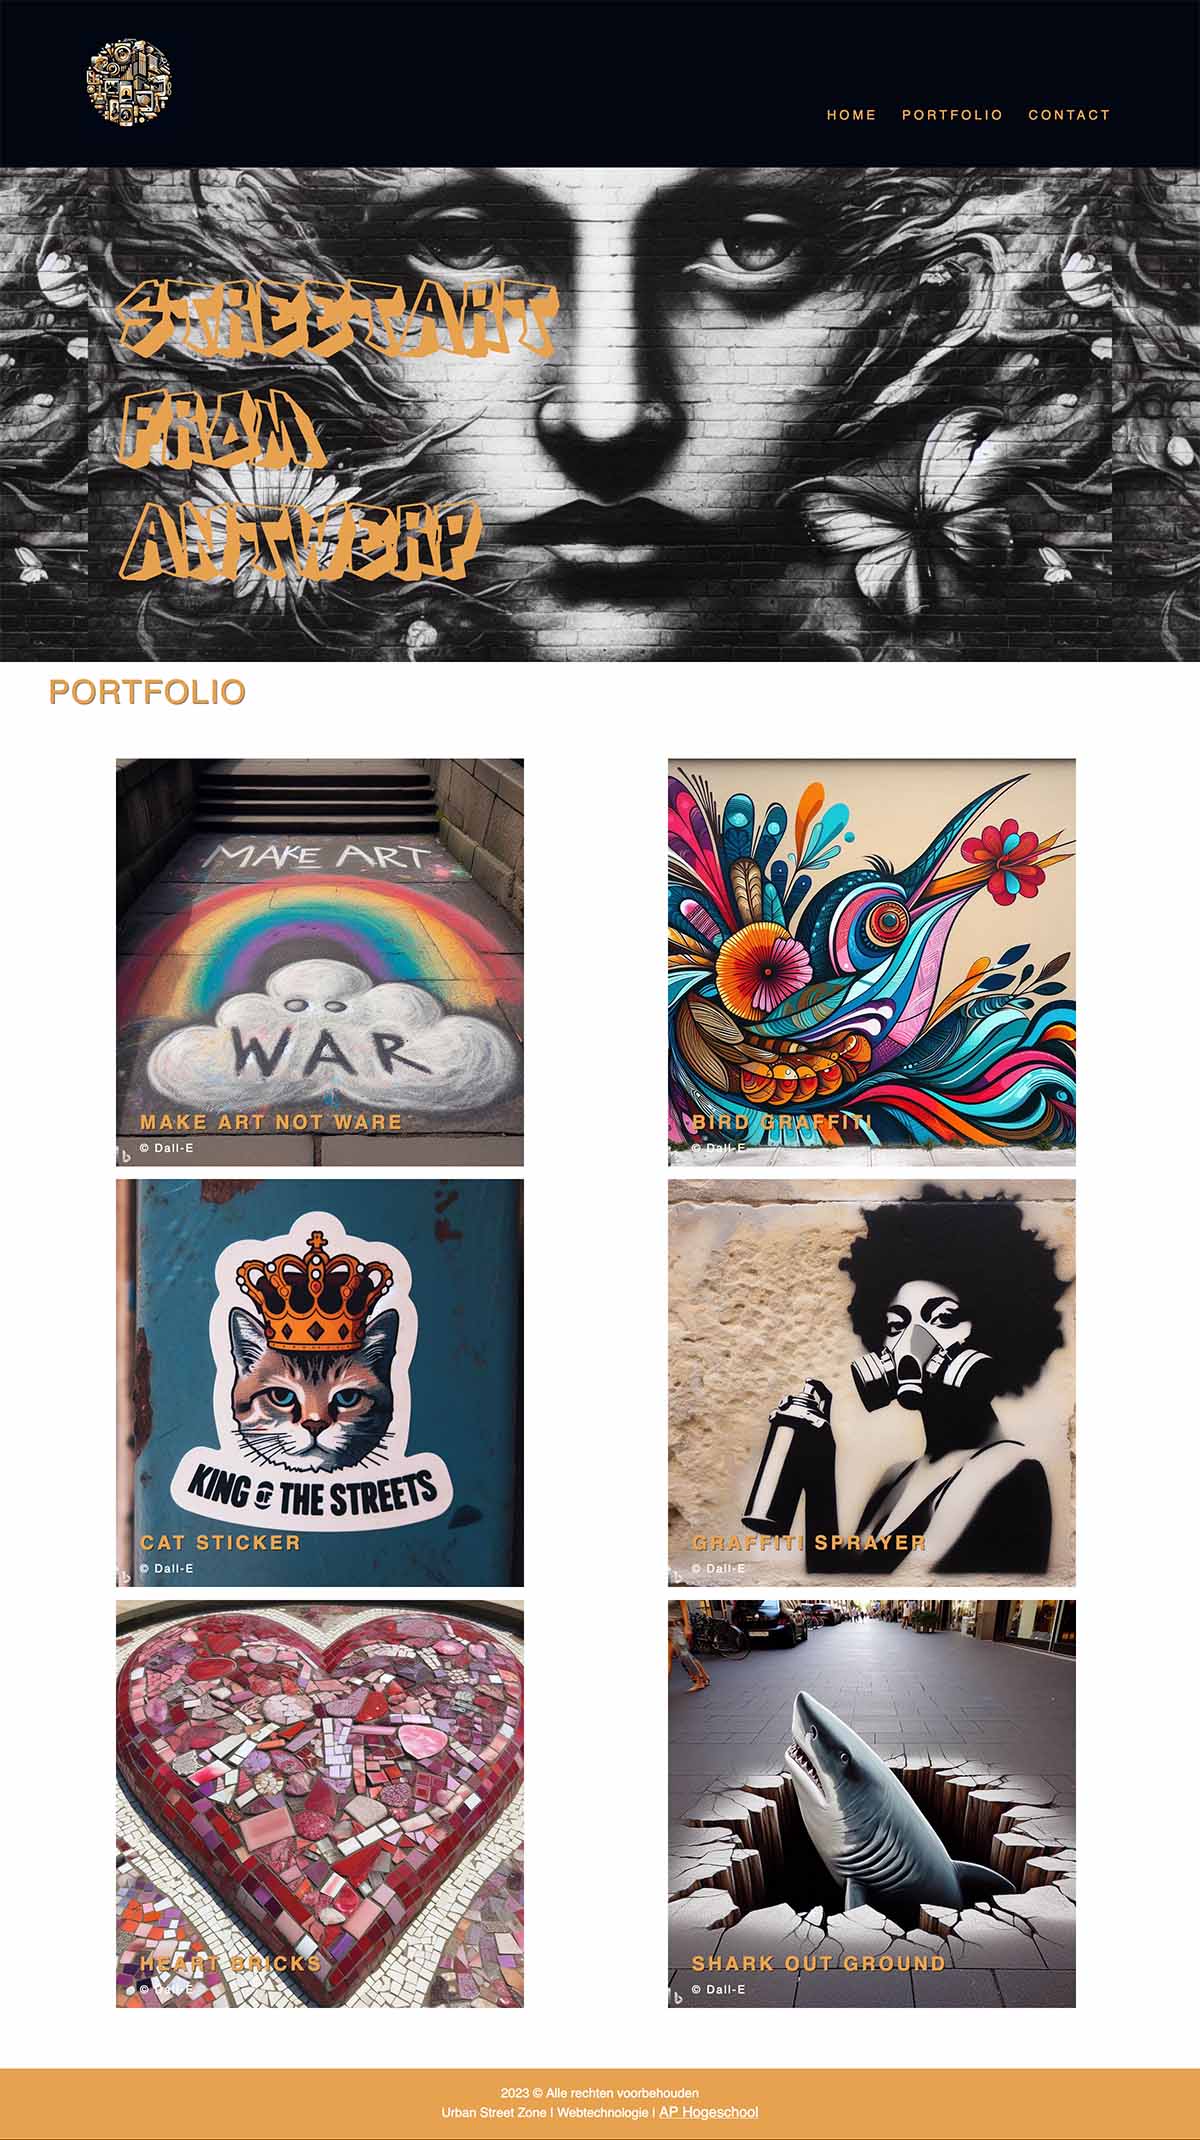 HOME PORTFOLIO CONTACT
STREETART
FROM
ANTWERP
PORTFOLIO
MAKE ART
WAR
MAKE ART NOT WARE
© Dall-E
BIRD GRAFFITI
© Dall-E
KING OF THE STREETS
CAT STICKER
© Dall-E
GRAFFITI SPRAYER
© Dall-E
HEART BRICKS
© Dall-E
SHARK OUT GROUND
© Dall-E
2023 © Alle rechten voorbehouden
Urban Street Zone | Webtechnologie | AP Hogeschool